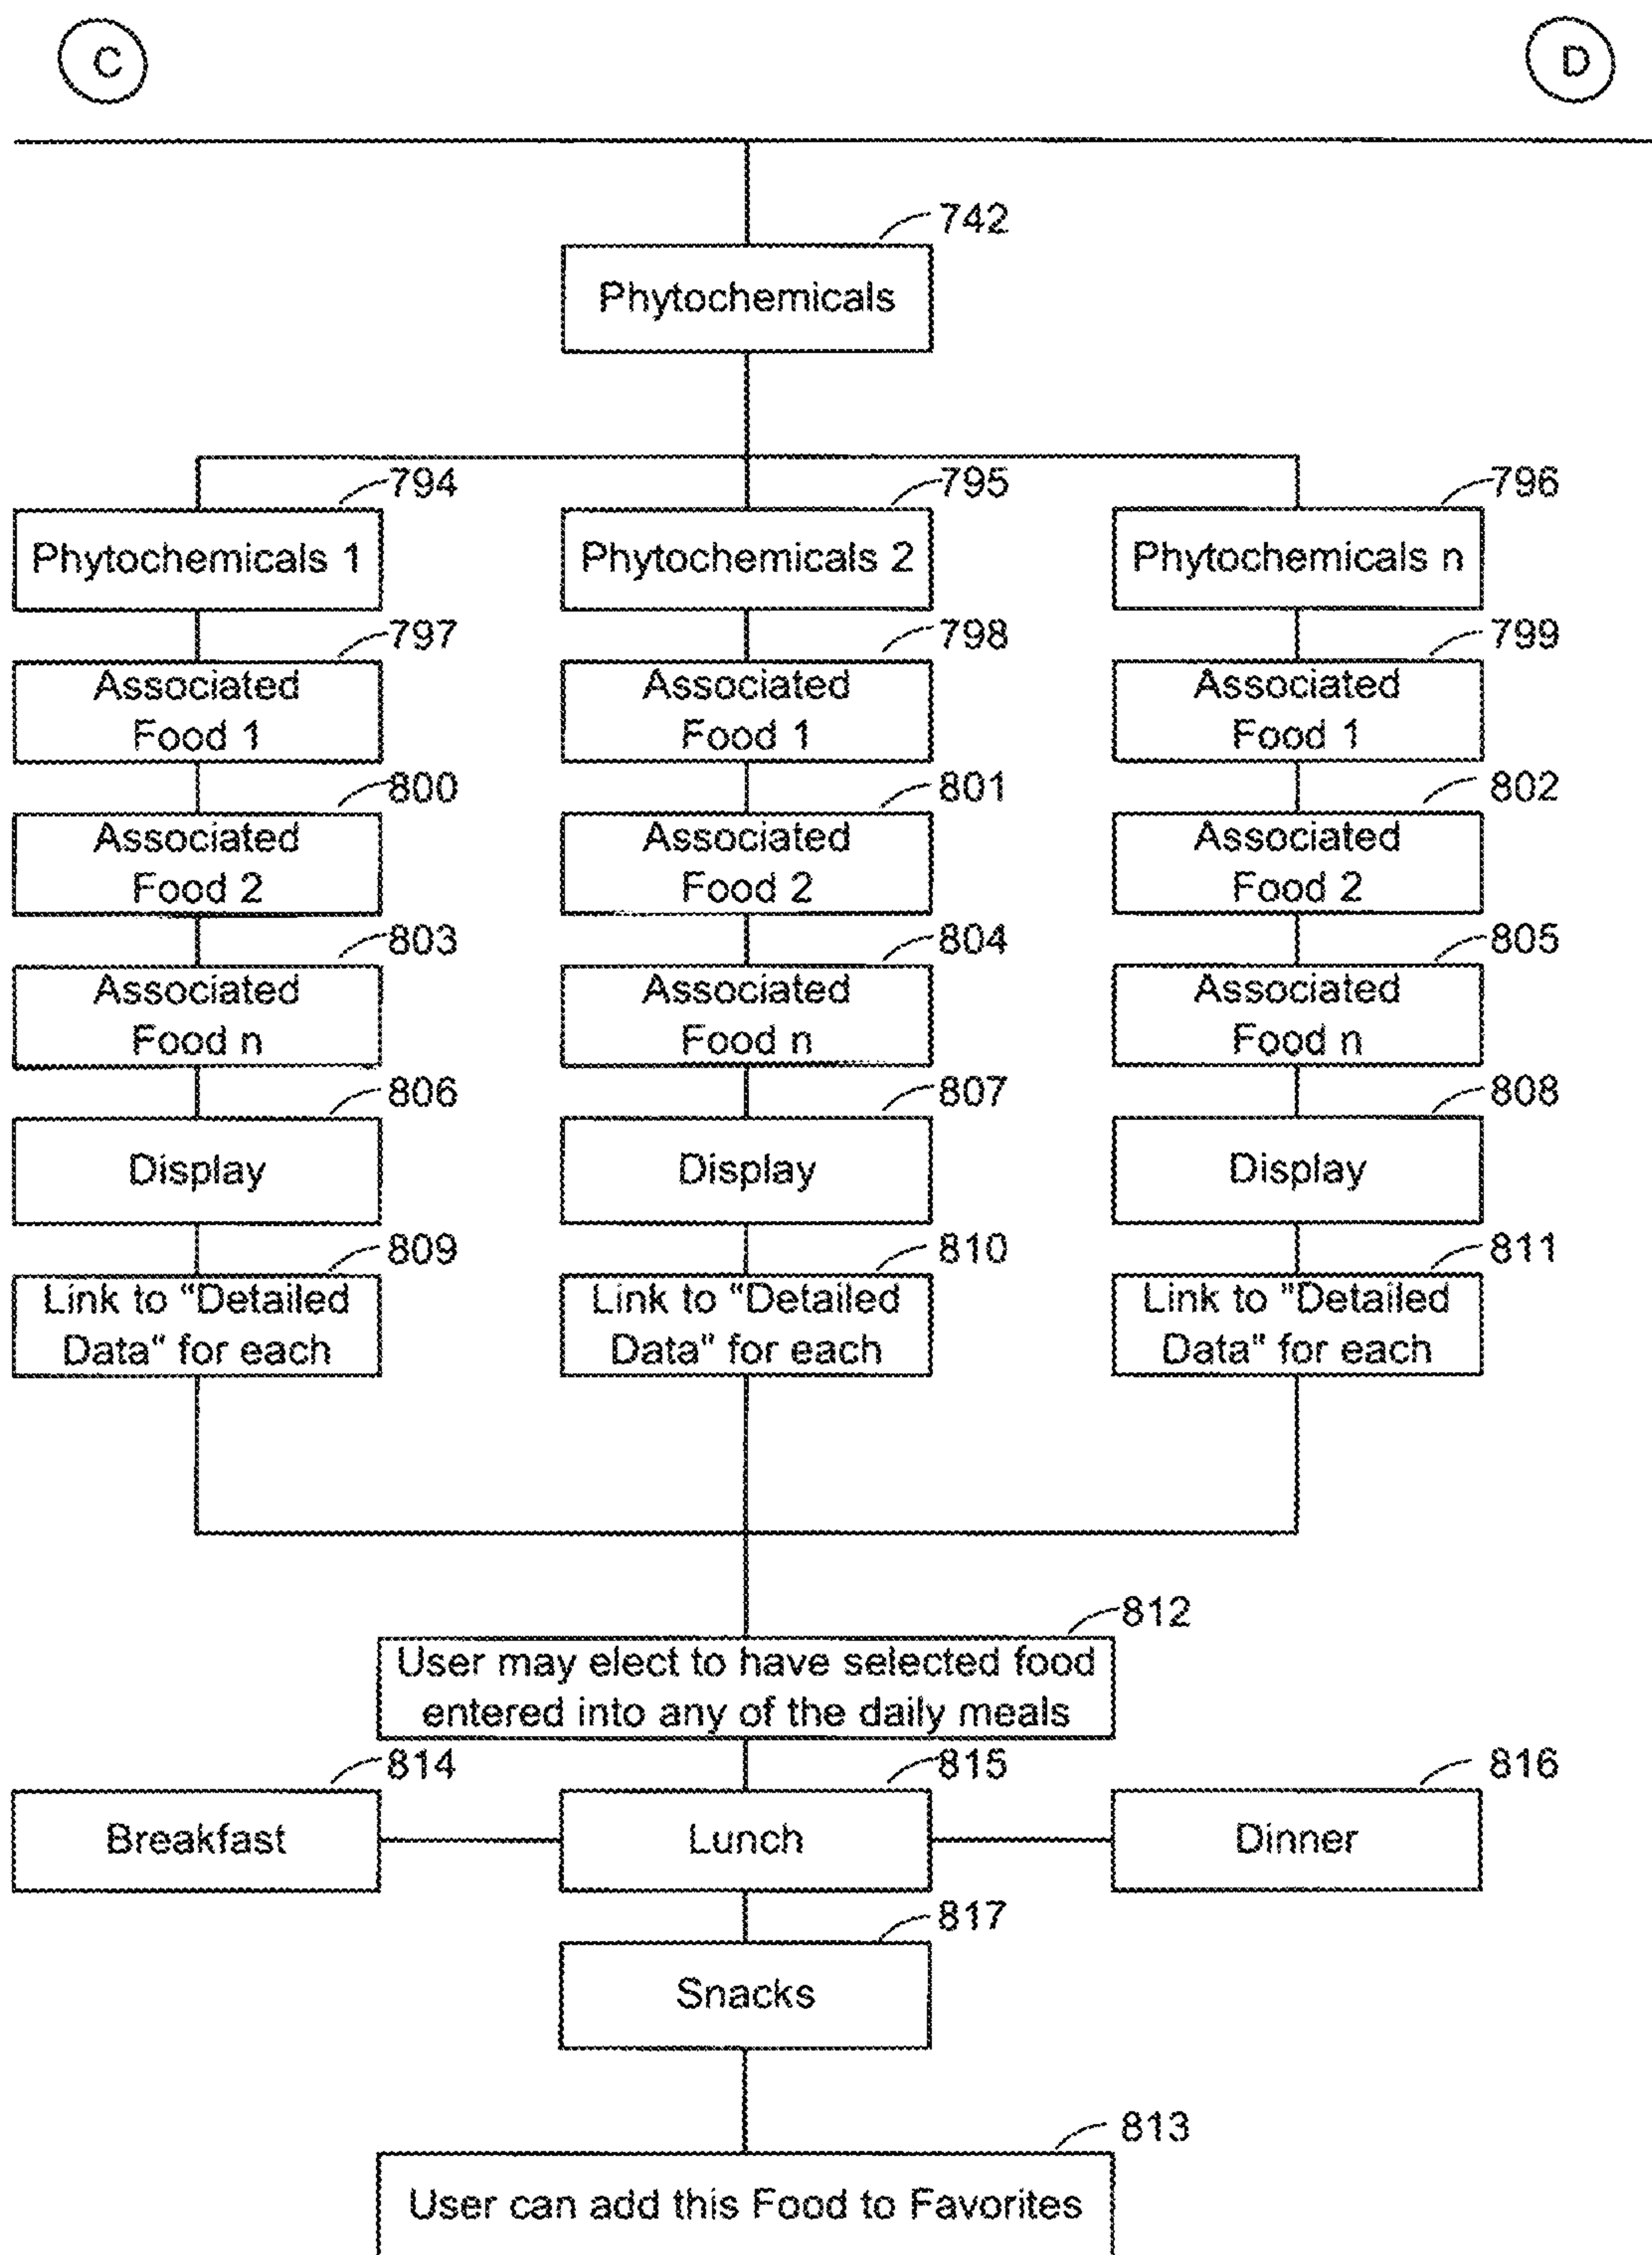 C
D
742
Phytochemicals
794
795
796
Phytochemicals 1
Phytochemicals 2
Phytochemicals n
797
798
799
Associated
Food 1
Associated
Food 1
Associated
Food 1
800
801
802
Associated
Food 2
Associated
Food 2
Associated
Food 2
803
804
805
Associated
Food n
Associated
Food n
Associated
Food n
806
807
808
Display
Display
Display
809
810
811
Link to "Detailed
Data" for each
Link to "Detailed
Data" for each
Link to "Detailed
Data" for each
812
User may elect to have selected food
entered into any of the daily meals
814
815
816
Breakfast
Lunch
Dinner
817
Snacks
813
User can add this Food to Favorites